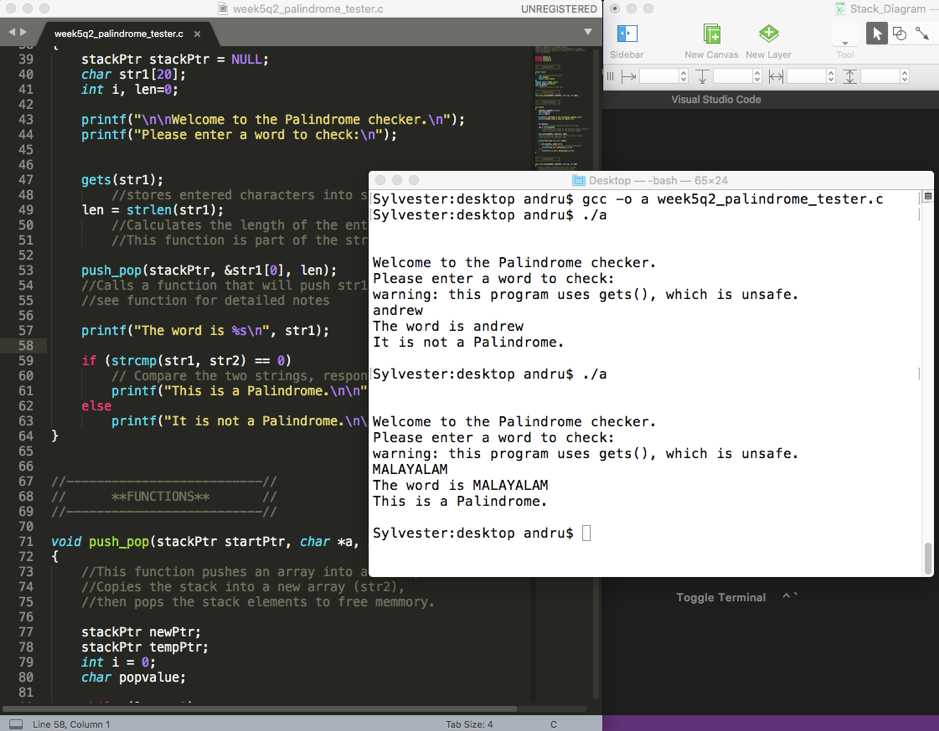 week5q2_palindrome_tester.c
UNREGISTERED
week5q2_palindrome_tester.c ×
39 stackPtr stackPtr = NULL;
40 char str1[20];
41 int i, len=0;
42
43 printf("\n\nWelcome to the Palindrome checker.\n");
44 printf("Please enter a word to check:\n");
45
46
47 gets(str1);
48 //stores entered characters into s
49 len = strlen(str1);
50 //Calculates the length of the ent
51 //This function is part of the str
52
53 push_pop(stackPtr, &str1[0], len);
54 //Calls a function that will push str1
55 //see function for detailed notes
56
57 printf("The word is %s\n", str1);
58
59 if (strcmp(str1, str2) == 0)
60 // Compare the two strings, respon
61 printf("This is a Palindrome.\n\n"
62 else
63 printf("It is not a Palindrome.\n\
64 }
65
66
67 //--------------------------//
68 // **FUNCTIONS** //
69 //--------------------------//
70
71 void push_pop(stackPtr startPtr, char *a,
72 {
73 //This function pushes an array into a
74 //Copies the stack into a new array (str2),
75 //then pops the stack elements to free memmory.
76
77 stackPtr newPtr;
78 stackPtr tempPtr;
79 int i = 0;
80 char popvalue;
81
Line 58, Column 1
Tab Size: 4
C
Stack_Diagram —
Sidebar
New Canvas
New Layer
Tool
Visual Studio Code
Desktop — -bash — 65×24
Sylvester:desktop andru$ gcc -o a week5q2_palindrome_tester.c
Sylvester:desktop andru$ ./a
Welcome to the Palindrome checker.
Please enter a word to check:
warning: this program uses gets(), which is unsafe.
andrew
The word is andrew
It is not a Palindrome.
Sylvester:desktop andru$ ./a
Welcome to the Palindrome checker.
Please enter a word to check:
warning: this program uses gets(), which is unsafe.
MALAYALAM
The word is MALAYALAM
This is a Palindrome.
Sylvester:desktop andru$
Toggle Terminal ^`